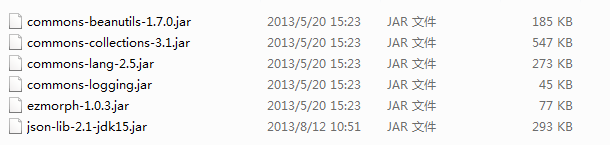 commons-beanutils-1.7.0.jar 2013/5/20 15:23 JAR 文件 185 KB
commons-collections-3.1.jar 2013/5/20 15:23 JAR 文件 547 KB
commons-lang-2.5.jar 2013/5/20 15:23 JAR 文件 273 KB
commons-logging.jar 2013/5/20 15:23 JAR 文件 45 KB
ezmorph-1.0.3.jar 2013/5/20 15:23 JAR 文件 77 KB
json-lib-2.1-jdk15.jar 2013/8/12 10:51 JAR 文件 293 KB